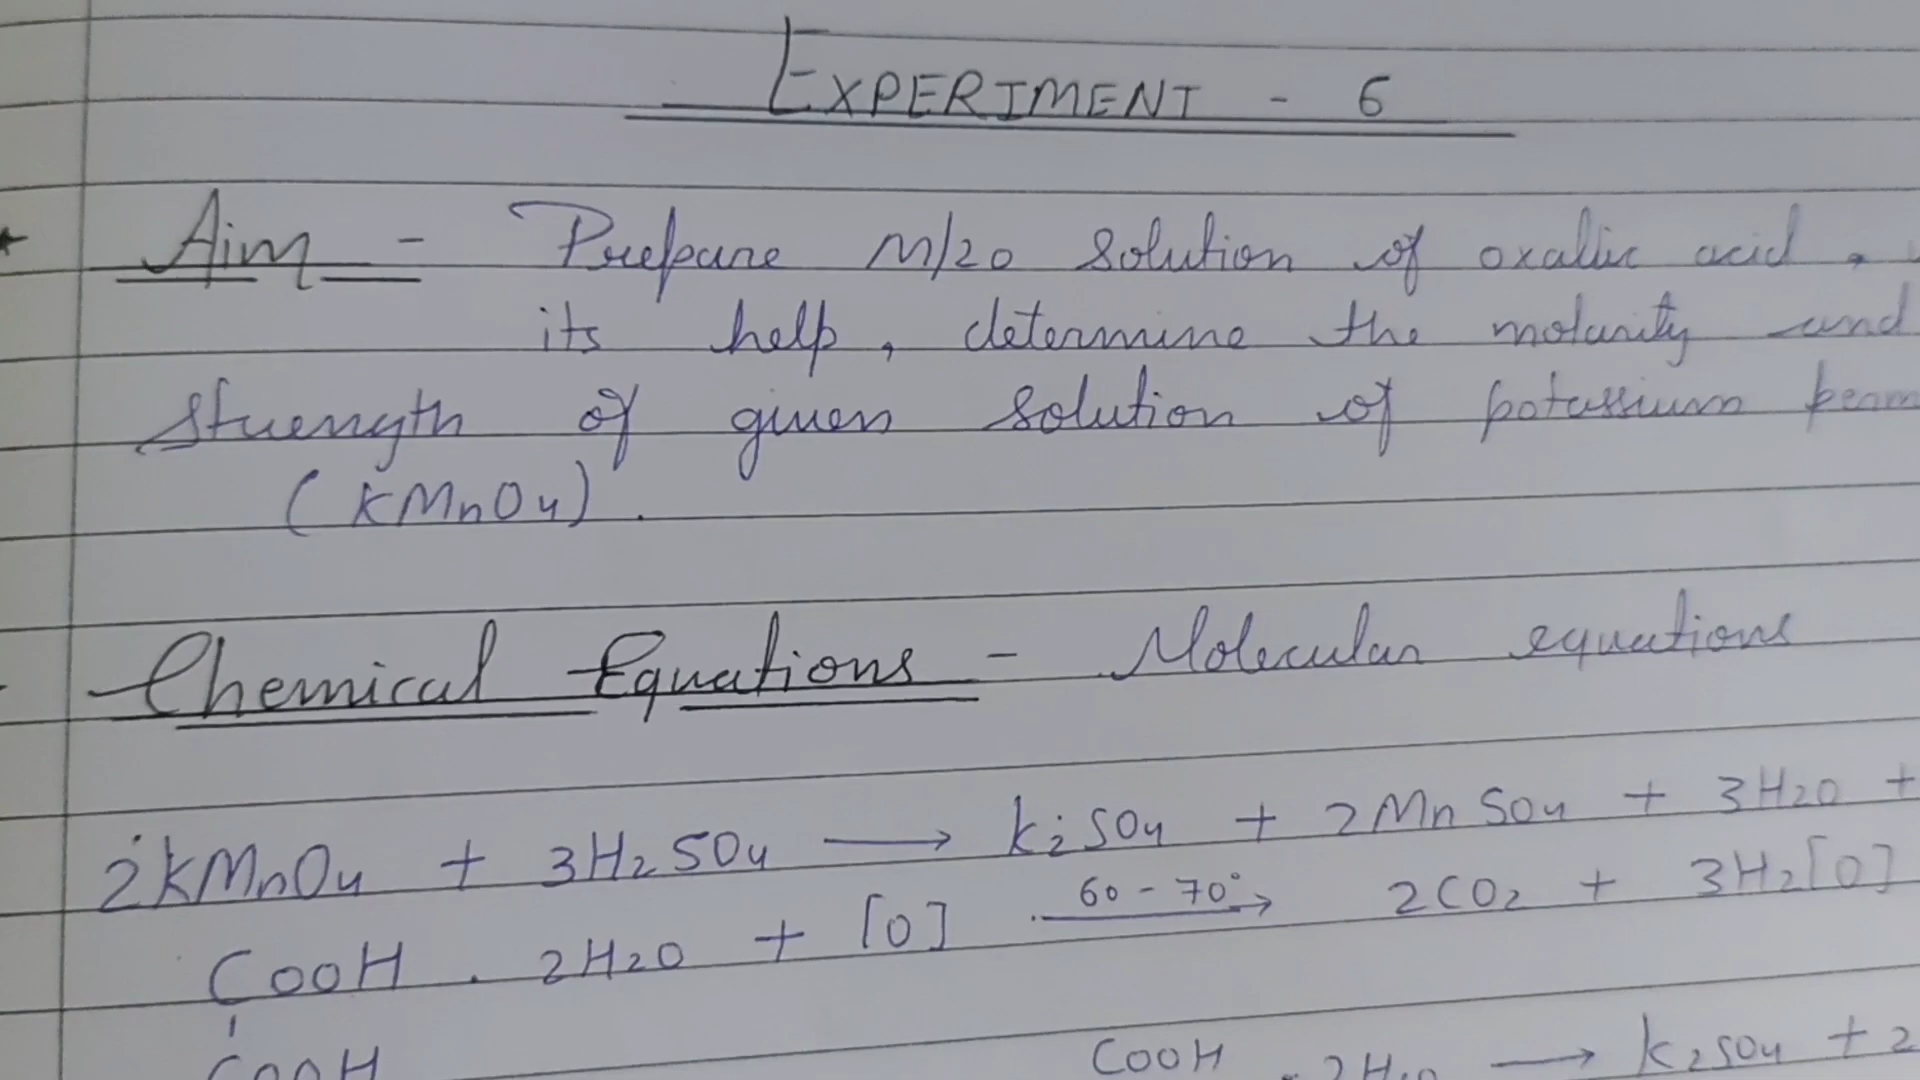 EXPERIMENT - 6
Aim - Prepare M/20 solution of oxalic acid,
its help, determine the molarity and
strength of given solution of potassium
(KMnO4).
Chemical Equations - Molecular equations
2KMnO4 + 3H2SO4 → K2SO4 + 2MnSO4 + 3H2O +
COOH . 2H2O + [O] 60 - 70° → 2CO2 + 3H2[O]
COOH
COOH . 2H2O → K2SO4 + 2